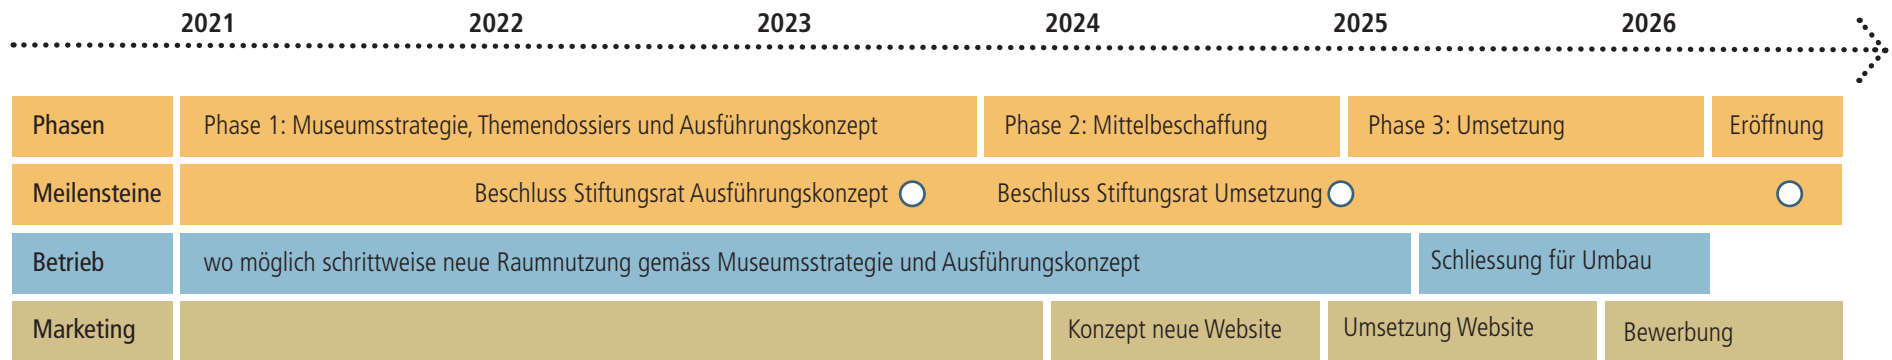 2021 2022 2023 2024 2025 2026
Phasen Phase 1: Museumsstrategie, Themendossiers und Ausführungskonzept Phase 2: Mittelbeschaffung Phase 3: Umsetzung Eröffnung
Meilensteine Beschluss Stiftungsrat Ausführungskonzept Beschluss Stiftungsrat Umsetzung
Betrieb wo möglich schrittweise neue Raumnutzung gemäss Museumsstrategie und Ausführungskonzept Schliessung für Umbau
Marketing Konzept neue Website Umsetzung Website Bewerbung